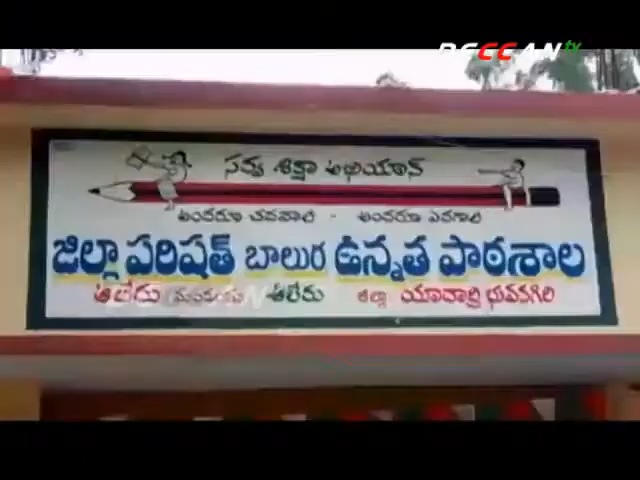 DECCAN tv
సర్వ శిక్షా అభియాన్
అందరూ చదవాలి - అందరూ ఎదగాలి
జిల్లా పరిషత్ బాలుర ఉన్నత పాఠశాల
ఆలేరు మండలం ఆలేరు జిల్లా యాదాద్రి భువనగిరి